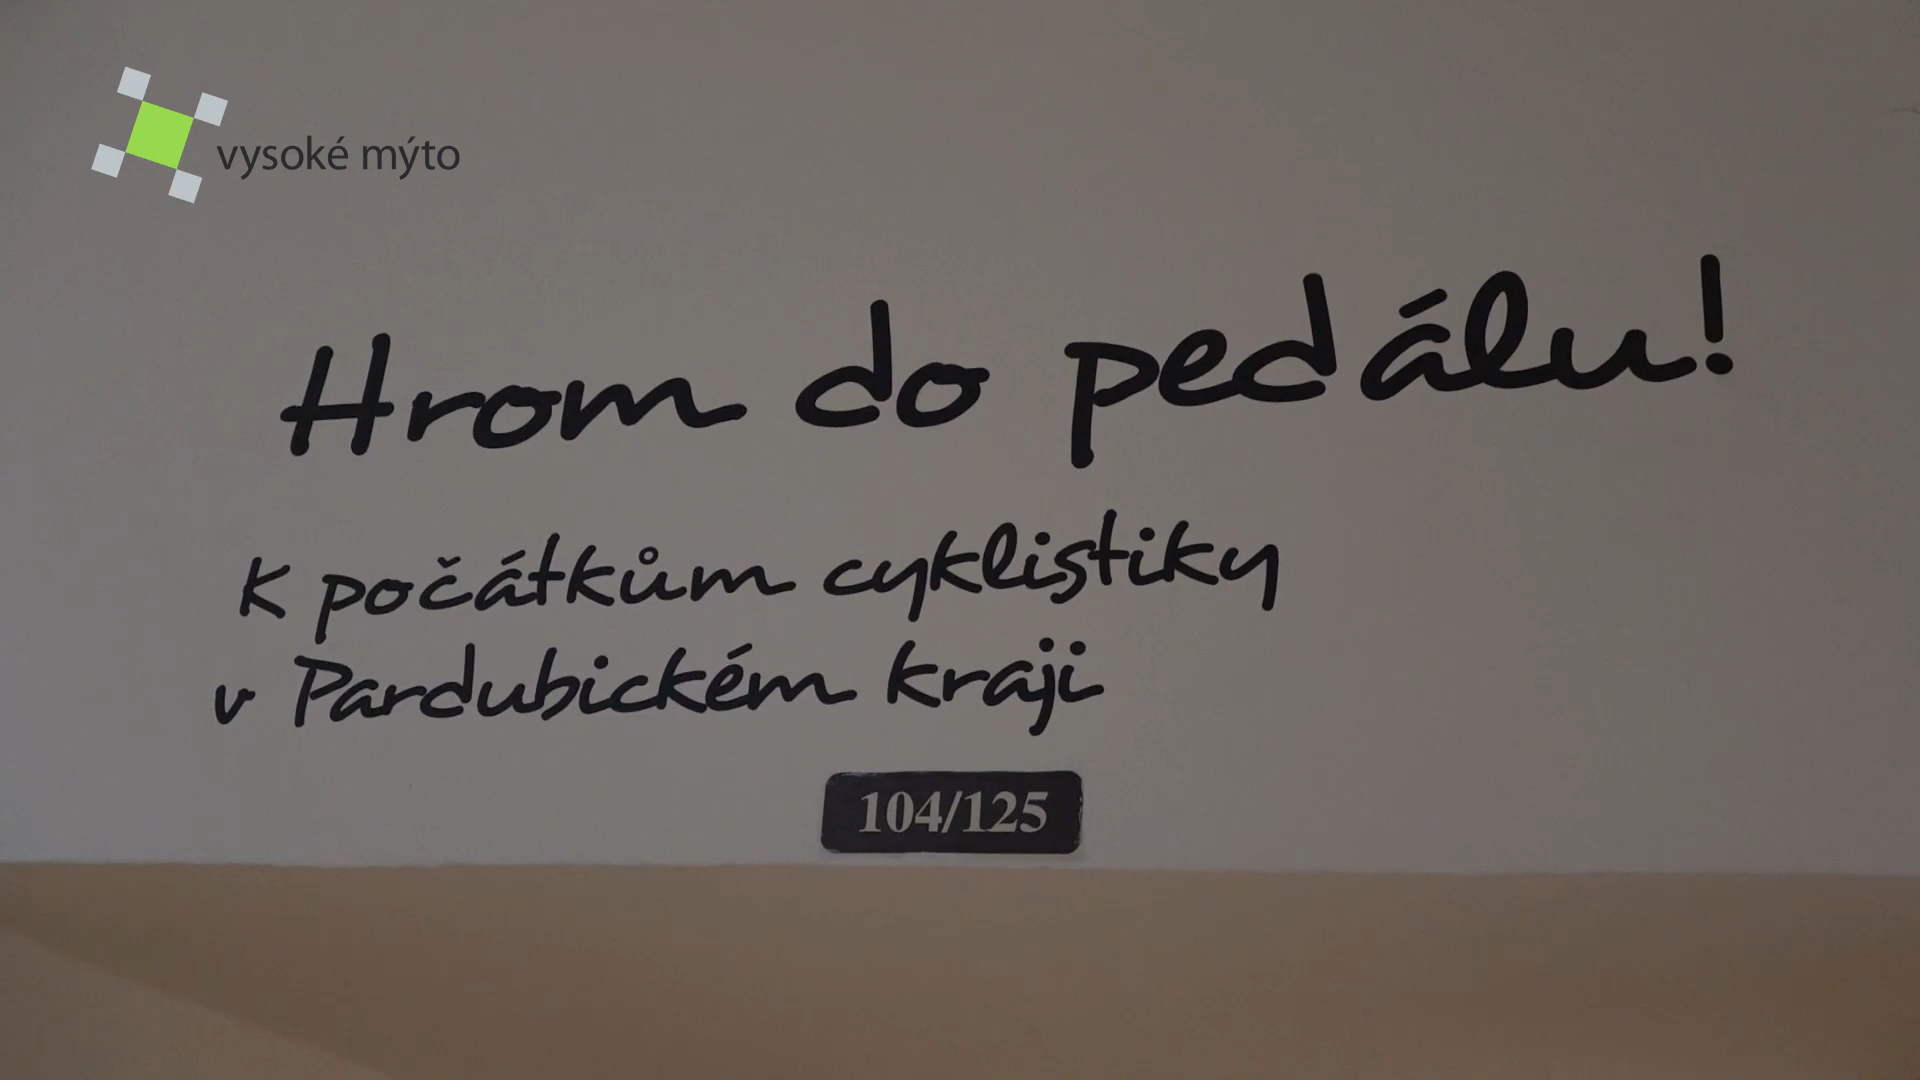 vysoké mýto
Hrom do pedálu!
K počátkům cyklistiky
v Pardubickém kraji
104/125